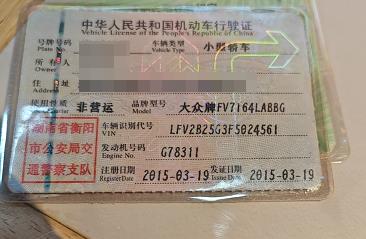 中华人民共和国机动车行驶证
Vehicle License of the People's Republic of China
号牌号码 车辆类型 小型轿车
Plate No. Vehicle Type
所有人
Owner
住址
Address
使用性质 非营运 品牌型号 大众牌FV7164LABBG
湖南省衡阳 车辆识别代号 LFV2B25G3F5024561
VIN
市公安局交 发动机号码 G78311
Engine No.
通警察支队 注册日期 2015-03-19 发证日期 2015-03-19
Register Date Issue Date